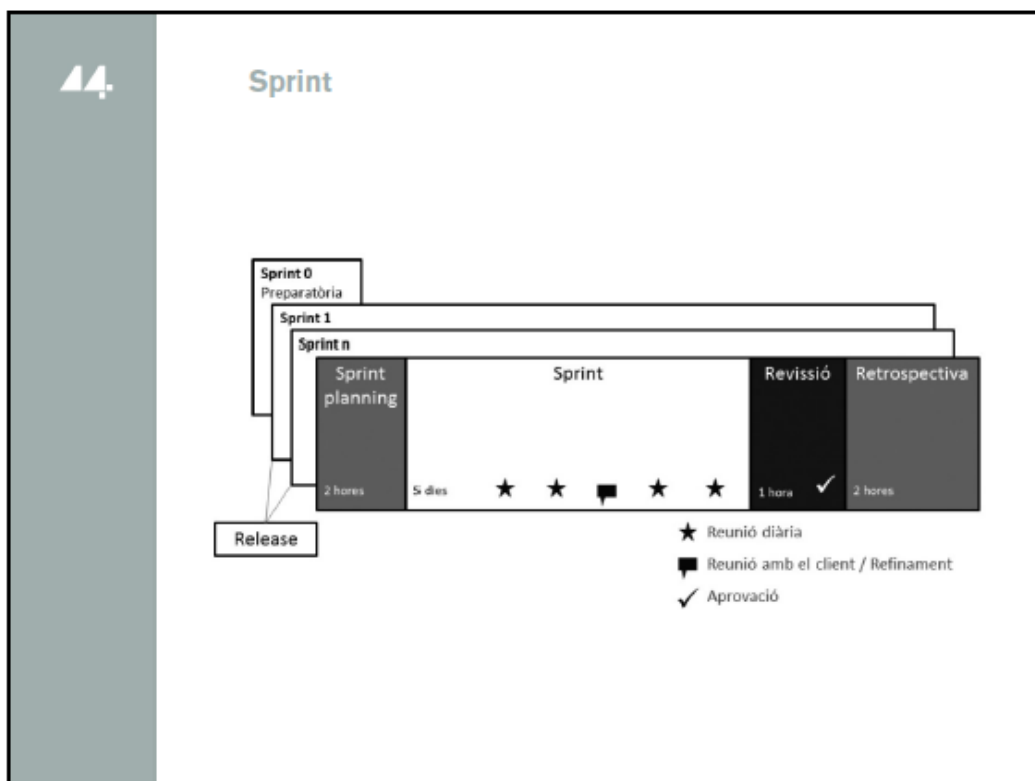 44.
Sprint
Sprint 0
Preparatòria
Sprint 1
Sprint n
Sprint
planning
Sprint
Revissió
Retrospectiva
2 hores
5 dies
1 hora
2 hores
Release
Reunió diària
Reunió amb el client / Refinament
Aprovació